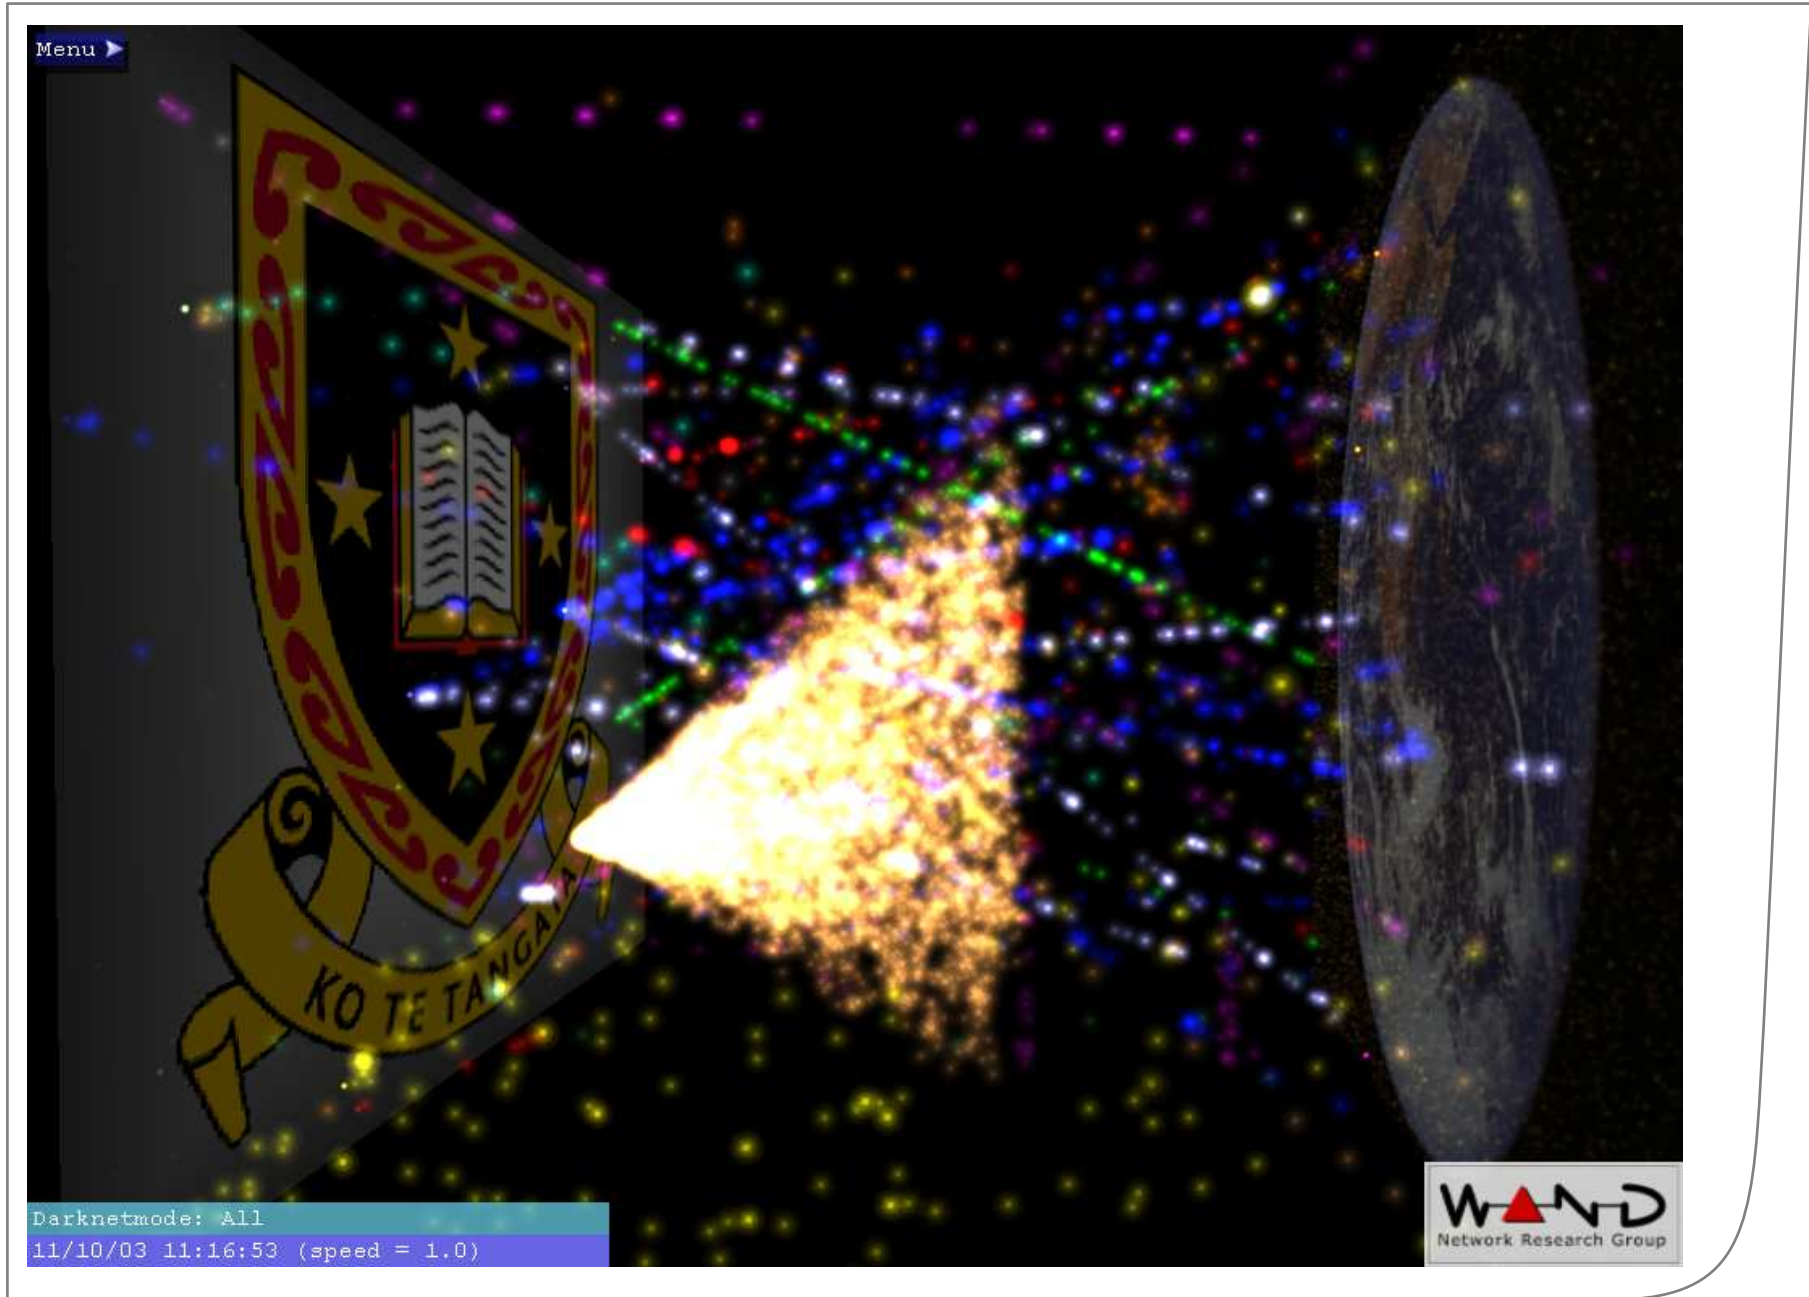 Menu
KO TE TANGATA
Darknetmode: All
11/10/03 11:16:53 (speed = 1.0)
WAND
Network Research Group